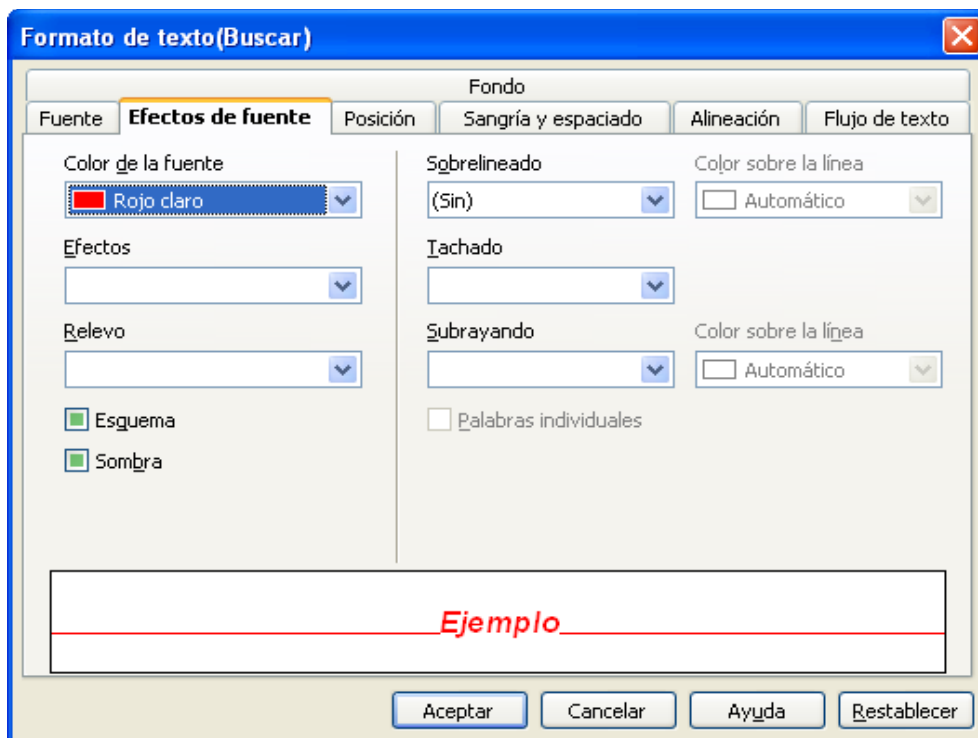 Formato de texto(Buscar)
Fondo
Fuente Efectos de fuente Posición Sangría y espaciado Alineación Flujo de texto
Color de la fuente Sobrelineado Color sobre la línea
Rojo claro (Sin) Automático
Efectos Tachado
Relevo Subrayando Color sobre la línea
Automático
Esquema Palabras individuales
Sombra
Ejemplo
Aceptar Cancelar Ayuda Restablecer